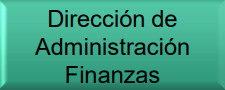 Dirección de
Administración
Finanzas